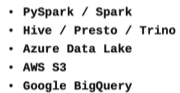 • PySpark / Spark
• Hive / Presto / Trino
• Azure Data Lake
• AWS S3
• Google BigQuery